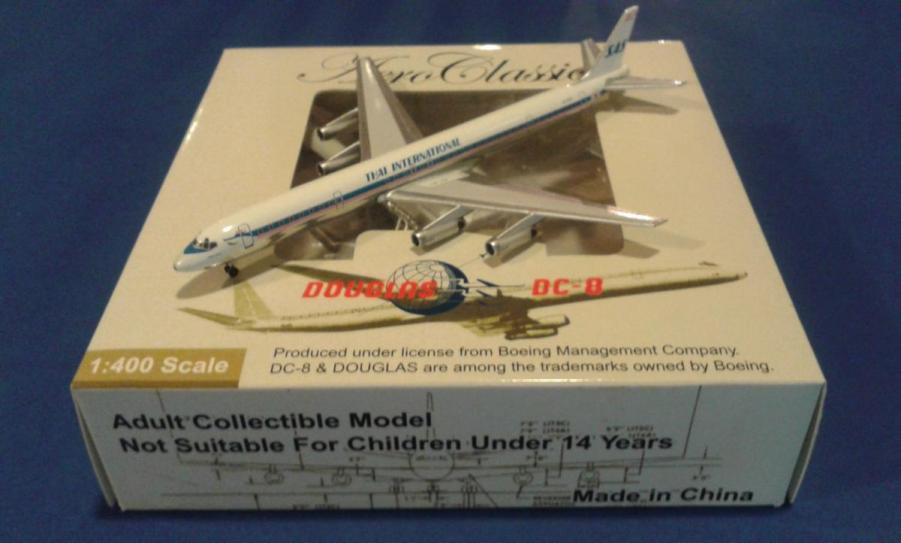 AeroClassic
SAS
THAI INTERNATIONAL
DOUGLAS DC-8
1:400 Scale
Produced under license from Boeing Management Company.
DC-8 & DOUGLAS are among the trademarks owned by Boeing.
Adult Collectible Model
Not Suitable For Children Under 14 Years
Made in China